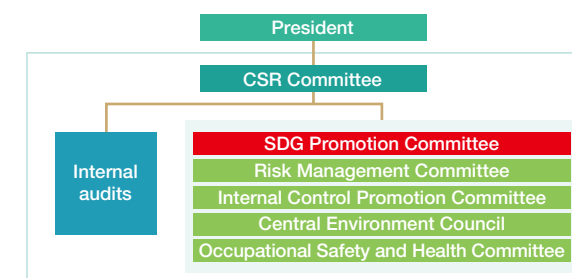 President
CSR Committee
Internal
audits
SDG Promotion Committee
Risk Management Committee
Internal Control Promotion Committee
Central Environment Council
Occupational Safety and Health Committee